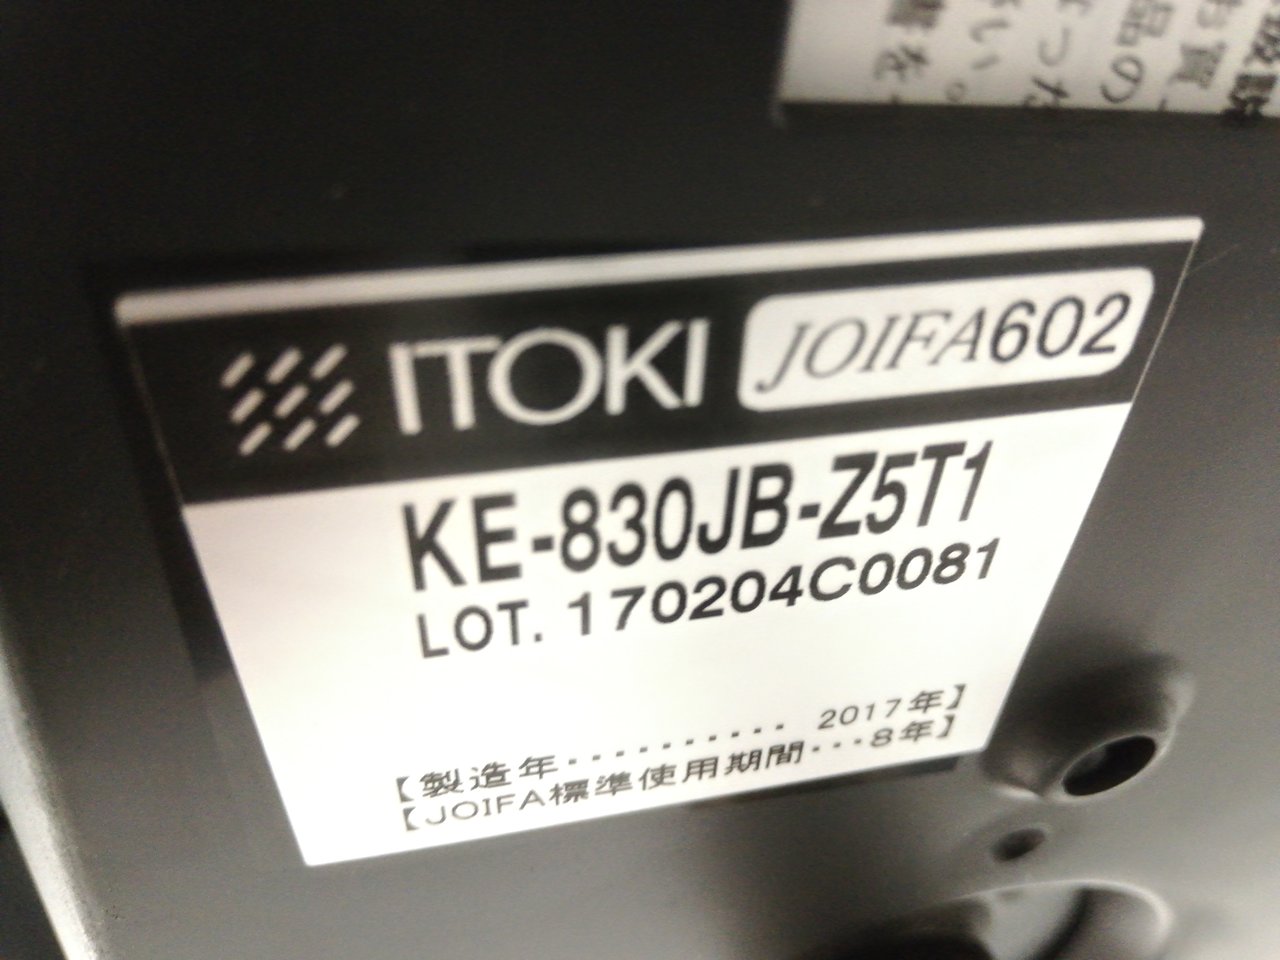 ITOKI JOIFA602
KE-830JB-Z5T1
LOT. 170204C0081
【製造年・・・・・・・・・・ 2017年】
【JOIFA標準使用期間・・・8年】